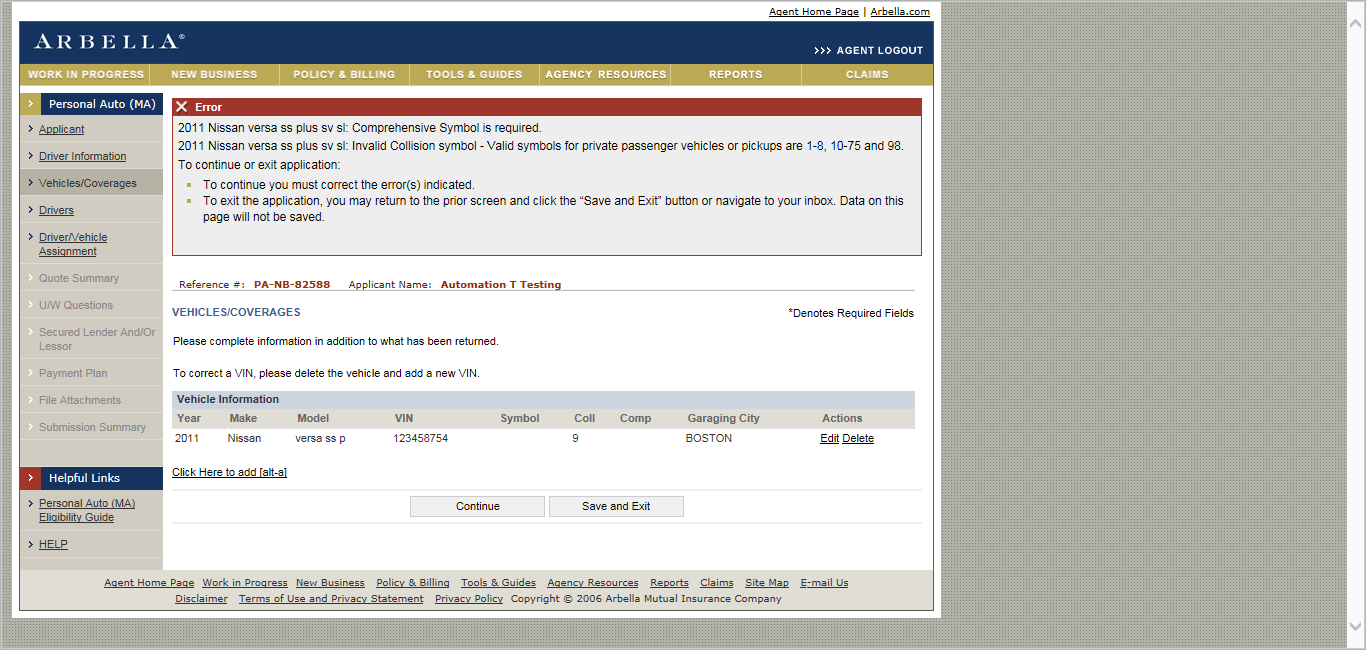 Agent Home Page | Arbella.com
ARBELLA®
>>> AGENT LOGOUT
WORK IN PROGRESS NEW BUSINESS POLICY & BILLING TOOLS & GUIDES AGENCY RESOURCES REPORTS CLAIMS
Personal Auto (MA)
Applicant
Driver Information
Vehicles/Coverages
Drivers
Driver/Vehicle
Assignment
Quote Summary
U/W Questions
Secured Lender And/Or
Lessor
Payment Plan
File Attachments
Submission Summary
Helpful Links
Personal Auto (MA)
Eligibility Guide
HELP
Error
2011 Nissan versa ss plus sv sl: Comprehensive Symbol is required.
2011 Nissan versa ss plus sv sl: Invalid Collision symbol - Valid symbols for private passenger vehicles or pickups are 1-8, 10-75 and 98.
To continue or exit application:
To continue you must correct the error(s) indicated.
To exit the application, you may return to the prior screen and click the “Save and Exit” button or navigate to your inbox. Data on this
page will not be saved.
Reference #: PA-NB-82588 Applicant Name: Automation T Testing
VEHICLES/COVERAGES
*Denotes Required Fields
Please complete information in addition to what has been returned.
To correct a VIN, please delete the vehicle and add a new VIN.
Vehicle Information
Year Make Model VIN Symbol Coll Comp Garaging City Actions
2011 Nissan versa ss p 123458754 9 BOSTON Edit Delete
Click Here to add [alt-a]
Continue Save and Exit
Agent Home Page Work in Progress New Business Policy & Billing Tools & Guides Agency Resources Reports Claims Site Map E-mail Us
Disclaimer Terms of Use and Privacy Statement Privacy Policy Copyright © 2006 Arbella Mutual Insurance Company